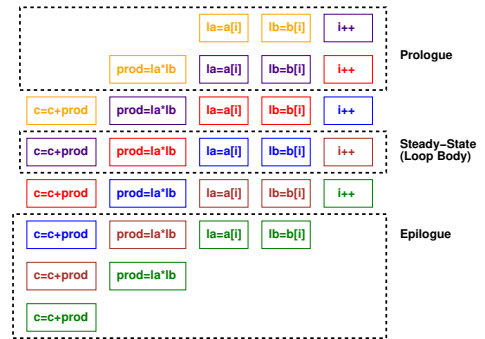 la=a[i] lb=b[i] i++
prod=la*lb la=a[i] lb=b[i] i++
Prologue
c=c+prod prod=la*lb la=a[i] lb=b[i] i++
c=c+prod prod=la*lb la=a[i] lb=b[i] i++
Steady−State
(Loop Body)
c=c+prod prod=la*lb la=a[i] lb=b[i] i++
c=c+prod prod=la*lb la=a[i] lb=b[i]
Epilogue
c=c+prod prod=la*lb
c=c+prod